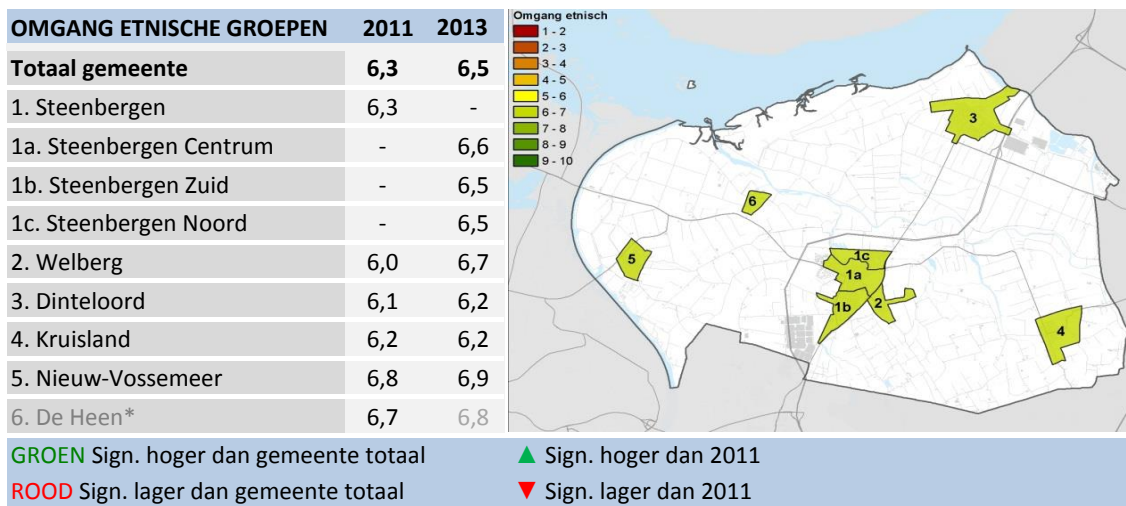 OMGANG ETNISCHE GROEPEN 2011 2013
Totaal gemeente 6,3 6,5
1. Steenbergen 6,3 -
1a. Steenbergen Centrum - 6,6
1b. Steenbergen Zuid - 6,5
1c. Steenbergen Noord - 6,5
2. Welberg 6,0 6,7
3. Dinteloord 6,1 6,2
4. Kruisland 6,2 6,2
5. Nieuw-Vossemeer 6,8 6,9
6. De Heen* 6,7 6,8
Omgang etnisch
1 - 2
2 - 3
3 - 4
4 - 5
5 - 6
6 - 7
7 - 8
8 - 9
9 - 10
3
6
5
1c
1a
1b 2
4
GROEN Sign. hoger dan gemeente totaal ▲ Sign. hoger dan 2011
ROOD Sign. lager dan gemeente totaal ▼ Sign. lager dan 2011